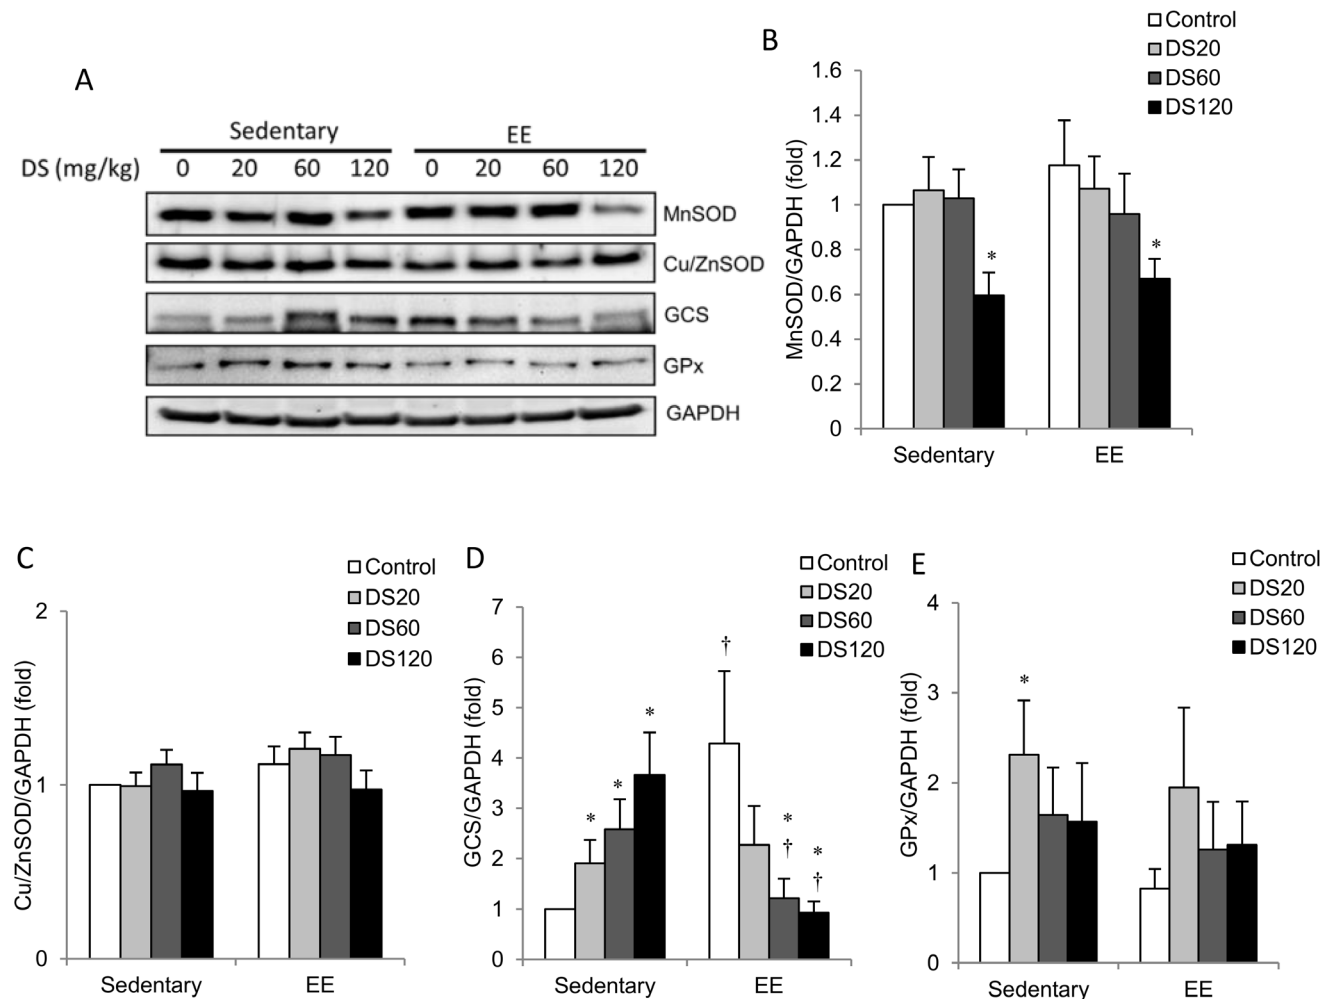 A
Sedentary EE
DS (mg/kg) 0 20 60 120 0 20 60 120
MnSOD
Cu/ZnSOD
GCS
GPx
GAPDH
B
Control
DS20
DS60
DS120
MnSOD/GAPDH (fold)
1.6
1.4
1.2
1
0.8
0.6
0.4
0.2
0
*
*
Sedentary EE
C
Control
DS20
DS60
DS120
Cu/ZnSOD/GAPDH (fold)
2
1
0
Sedentary EE
D
Control
DS20
DS60
DS120
GCS/GAPDH (fold)
7
6
5
4
3
2
1
0
*
*
*
†
*
†
*
†
Sedentary EE
E
Control
DS20
DS60
DS120
GPx/GAPDH (fold)
4
3
2
1
0
*
Sedentary EE